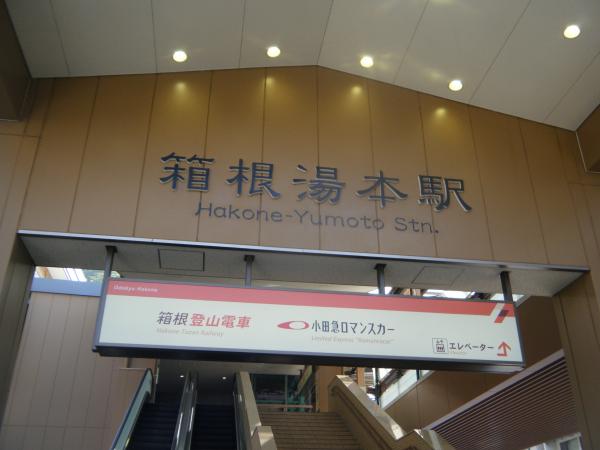 箱根湯本駅
Hakone-Yumoto Stn.
Odakyu Hakone
箱根登山電車
Hakone Tozan Railway
小田急ロマンスカー
Limited Express "Romancecar"
エレベーター
Elevator